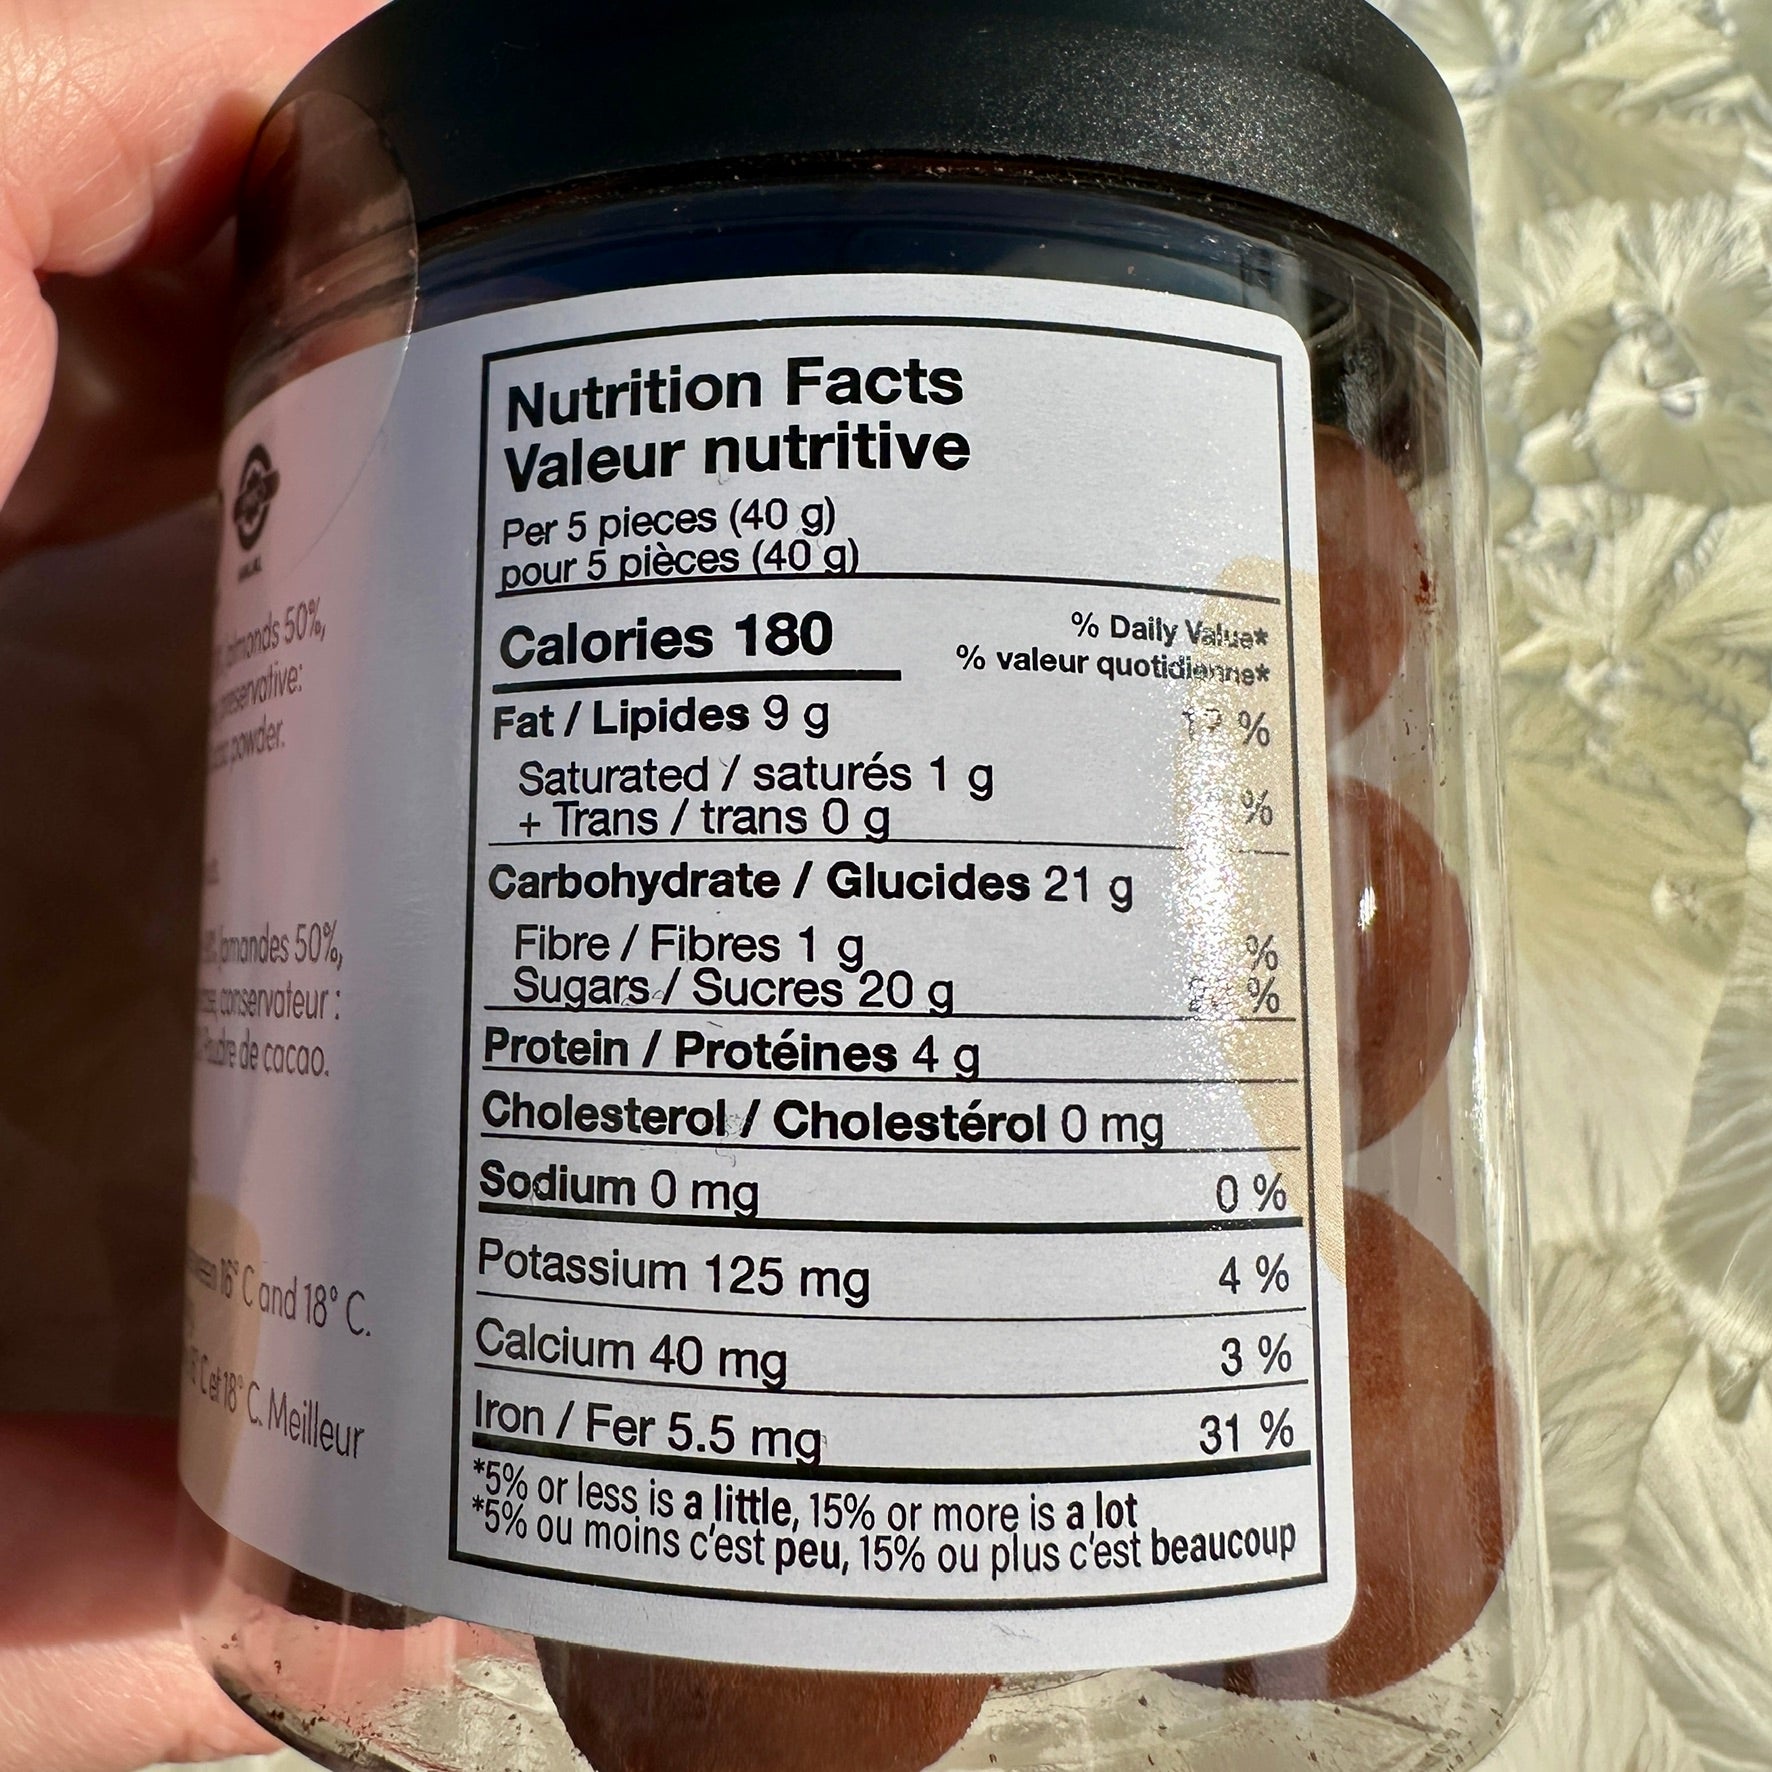 almonds 50%,
preservative:
powder.
amandes 50%,
conservateur :
Poudre de cacao.
16° C and 18° C.
et 18° C. Meilleur
Nutrition Facts
Valeur nutritive
Per 5 pieces (40 g)
pour 5 pièces (40 g)
Calories 180
% Daily Value*
% valeur quotidienne*
Fat / Lipides 9 g %
Saturated / saturés 1 g
+ Trans / trans 0 g %
Carbohydrate / Glucides 21 g
Fibre / Fibres 1 g %
Sugars / Sucres 20 g %
Protein / Protéines 4 g
Cholesterol / Cholestérol 0 mg
Sodium 0 mg 0 %
Potassium 125 mg 4 %
Calcium 40 mg 3 %
Iron / Fer 5.5 mg 31 %
*5% or less is a little, 15% or more is a lot
*5% ou moins c'est peu, 15% ou plus c'est beaucoup